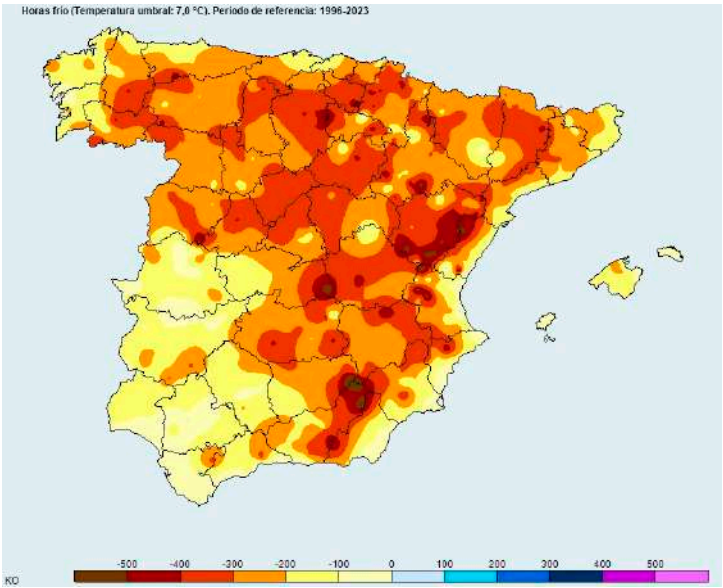 Horas frío (Temperatura umbral: 7,0 °C). Periodo de referencia: 1996-2023
-500 -400 -300 -200 -100 0 100 200 300 400 500
KO